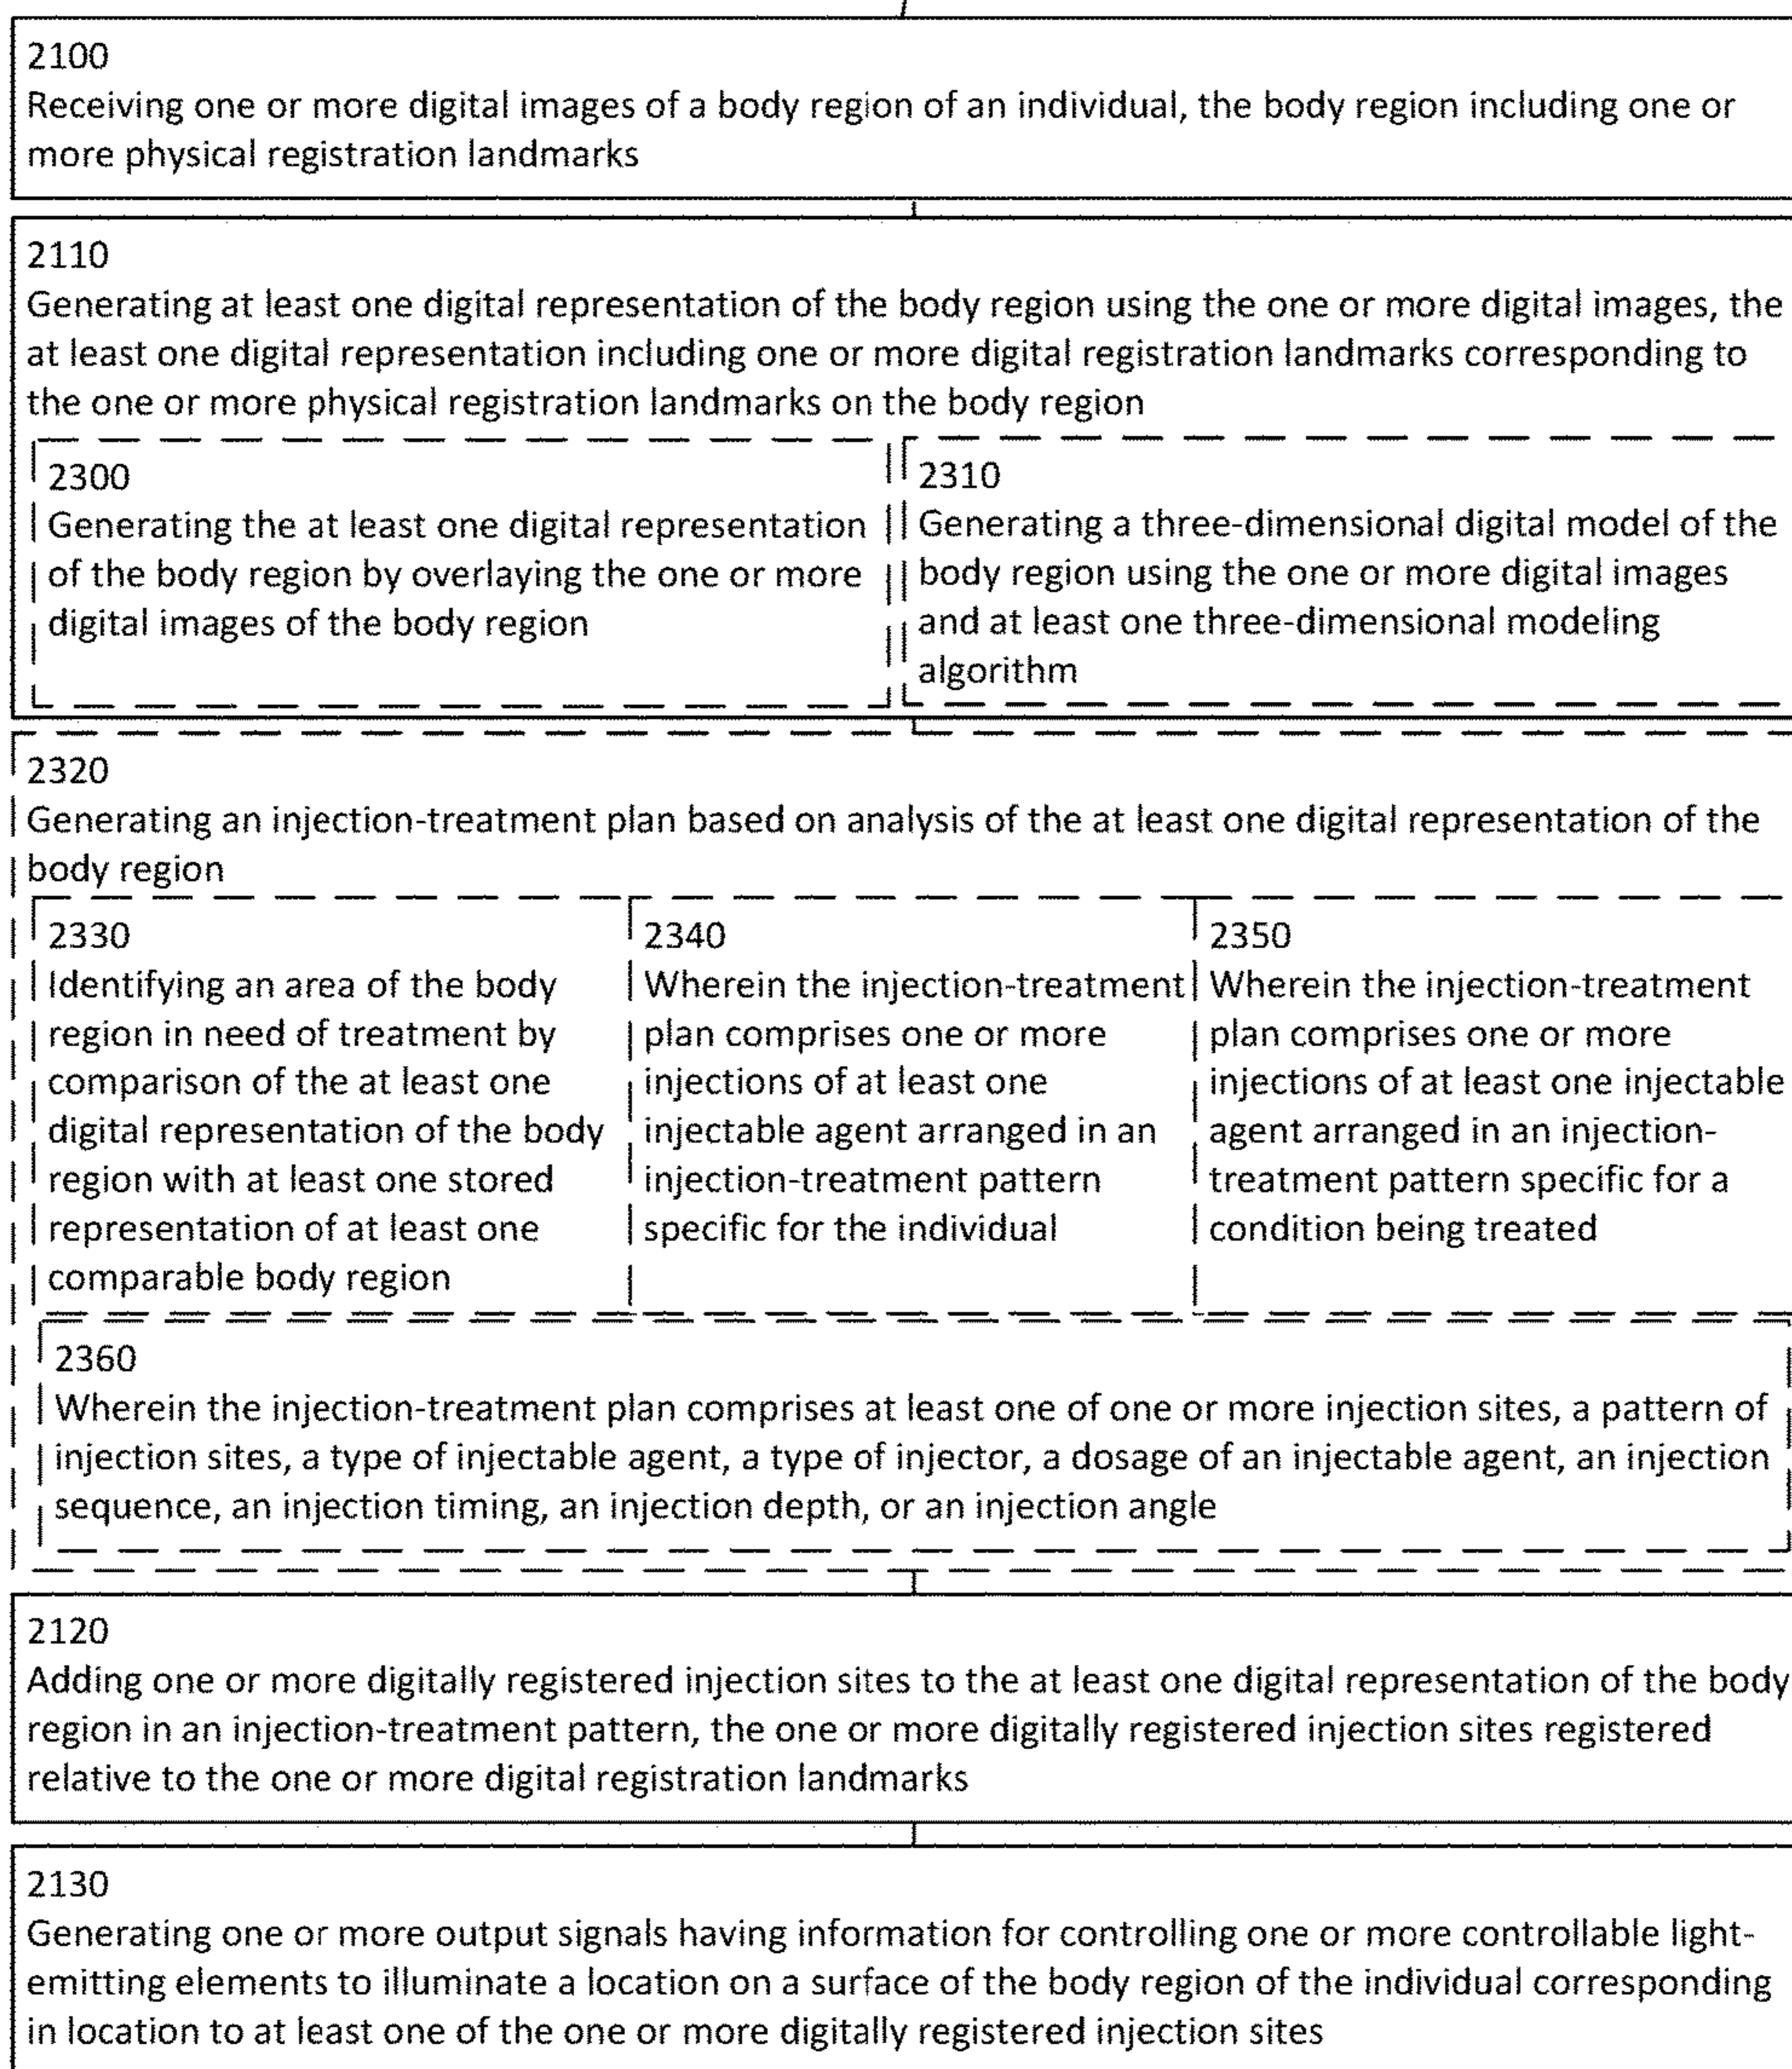 2100
Receiving one or more digital images of a body region of an individual, the body region including one or
more physical registration landmarks
2110
Generating at least one digital representation of the body region using the one or more digital images, the
at least one digital representation including one or more digital registration landmarks corresponding to
the one or more physical registration landmarks on the body region
2300
Generating the at least one digital representation
of the body region by overlaying the one or more
digital images of the body region
2310
Generating a three-dimensional digital model of the
body region using the one or more digital images
and at least one three-dimensional modeling
algorithm
2320
Generating an injection-treatment plan based on analysis of the at least one digital representation of the
body region
2330
Identifying an area of the body
region in need of treatment by
comparison of the at least one
digital representation of the body
region with at least one stored
representation of at least one
comparable body region
2340
Wherein the injection-treatment
plan comprises one or more
injections of at least one
injectable agent arranged in an
injection-treatment pattern
specific for the individual
2350
Wherein the injection-treatment
plan comprises one or more
injections of at least one injectable
agent arranged in an injection-
treatment pattern specific for a
condition being treated
2360
Wherein the injection-treatment plan comprises at least one of one or more injection sites, a pattern of
injection sites, a type of injectable agent, a type of injector, a dosage of an injectable agent, an injection
sequence, an injection timing, an injection depth, or an injection angle
2120
Adding one or more digitally registered injection sites to the at least one digital representation of the body
region in an injection-treatment pattern, the one or more digitally registered injection sites registered
relative to the one or more digital registration landmarks
2130
Generating one or more output signals having information for controlling one or more controllable light-
emitting elements to illuminate a location on a surface of the body region of the individual corresponding
in location to at least one of the one or more digitally registered injection sites